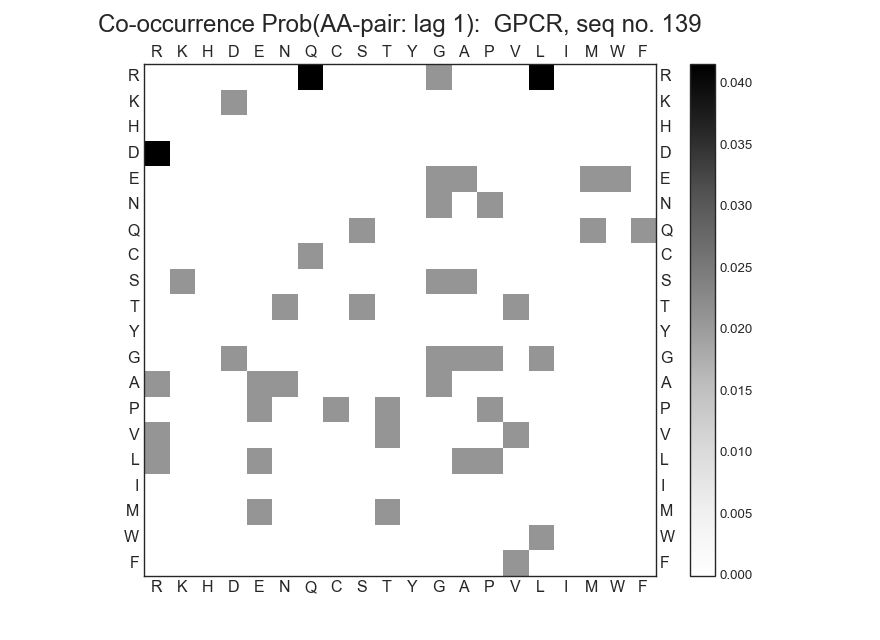 Co-occurrence Prob(AA-pair: lag 1):  GPCR, seq no. 139
R K H D E N Q C S T Y G A P V L I M W F
R R
0.040
K K
H H
0.035
D D
E E
0.030
N N
Q Q
C C
0.025
S S
T T
0.020
Y Y
G G
A A
0.015
P P
V V
0.010
L L
I I
M M
0.005
W W
F F
0.000
R K H D E N Q C S T Y G A P V L I M W F